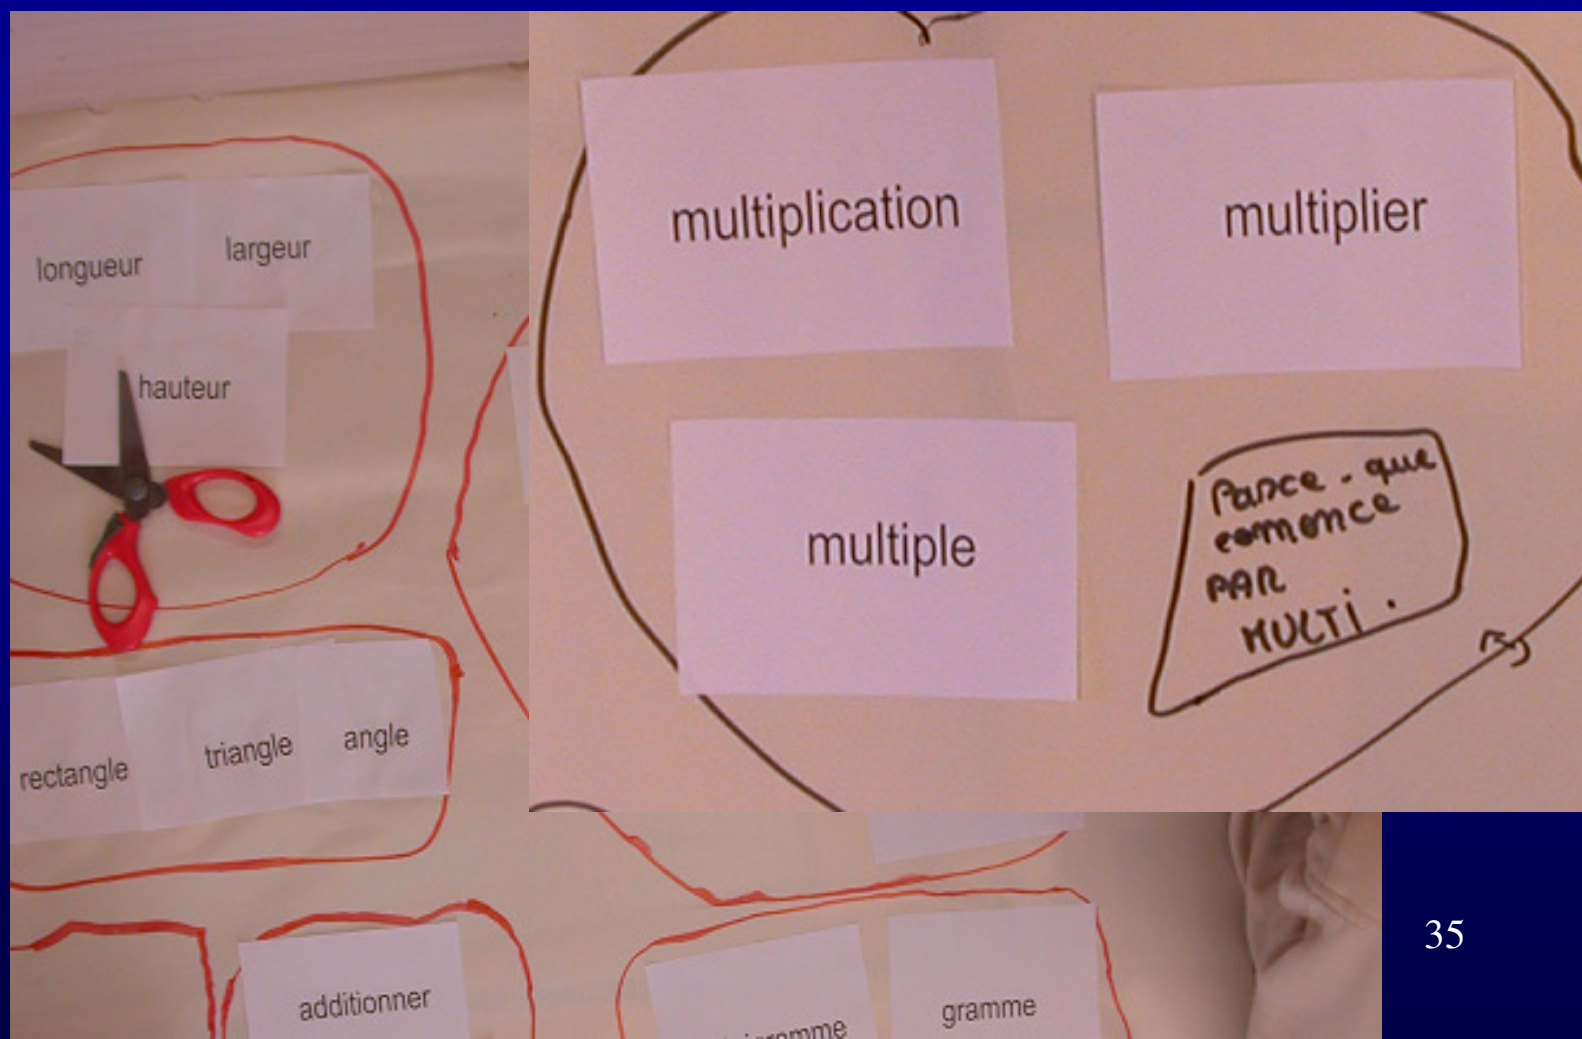 longueur
largeur
hauteur
rectangle
triangle
angle
multiplication
multiplier
multiple
Parce-que
commence
PAR
MULTI.
additionner
gramme
35